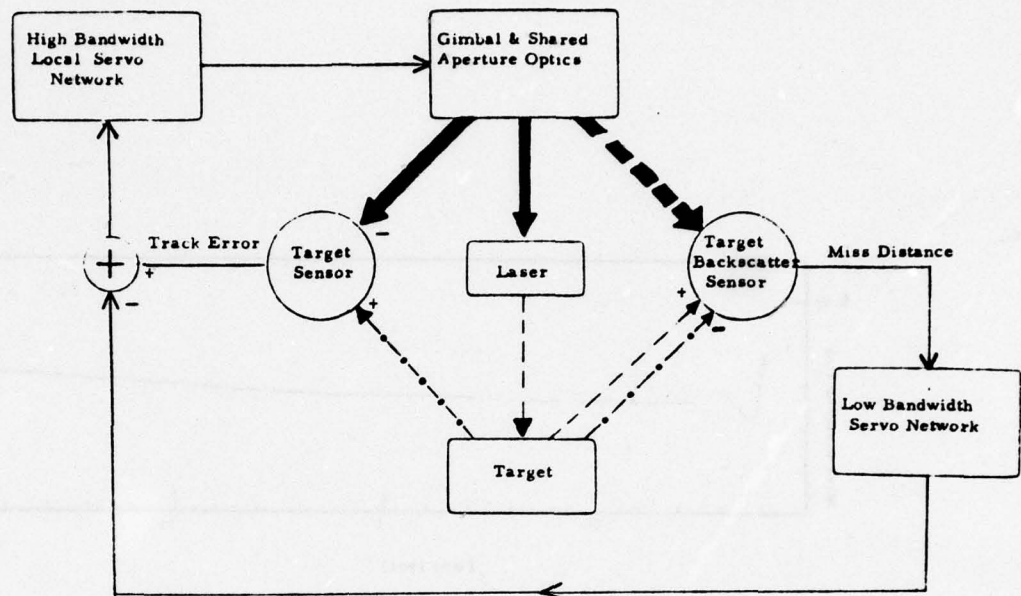 High Bandwidth
Local Servo
Network
Gimbal & Shared
Aperture Optics
Track Error
Target
Sensor
Laser
Target
Backscatter
Sensor
Miss Distance
Low Bandwidth
Servo Network
Target
+
+
-
-
+
+
-